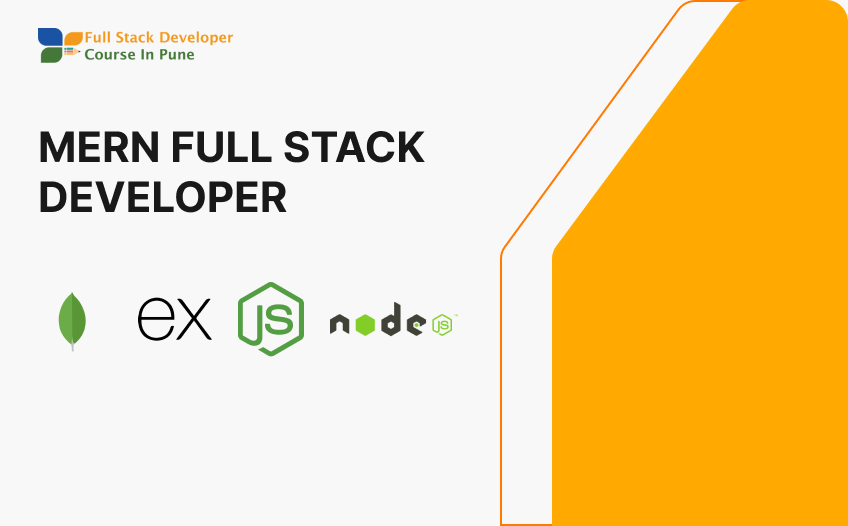 Full Stack Developer
Course In Pune
MERN FULL STACK
DEVELOPER
ex
JS
node
JS